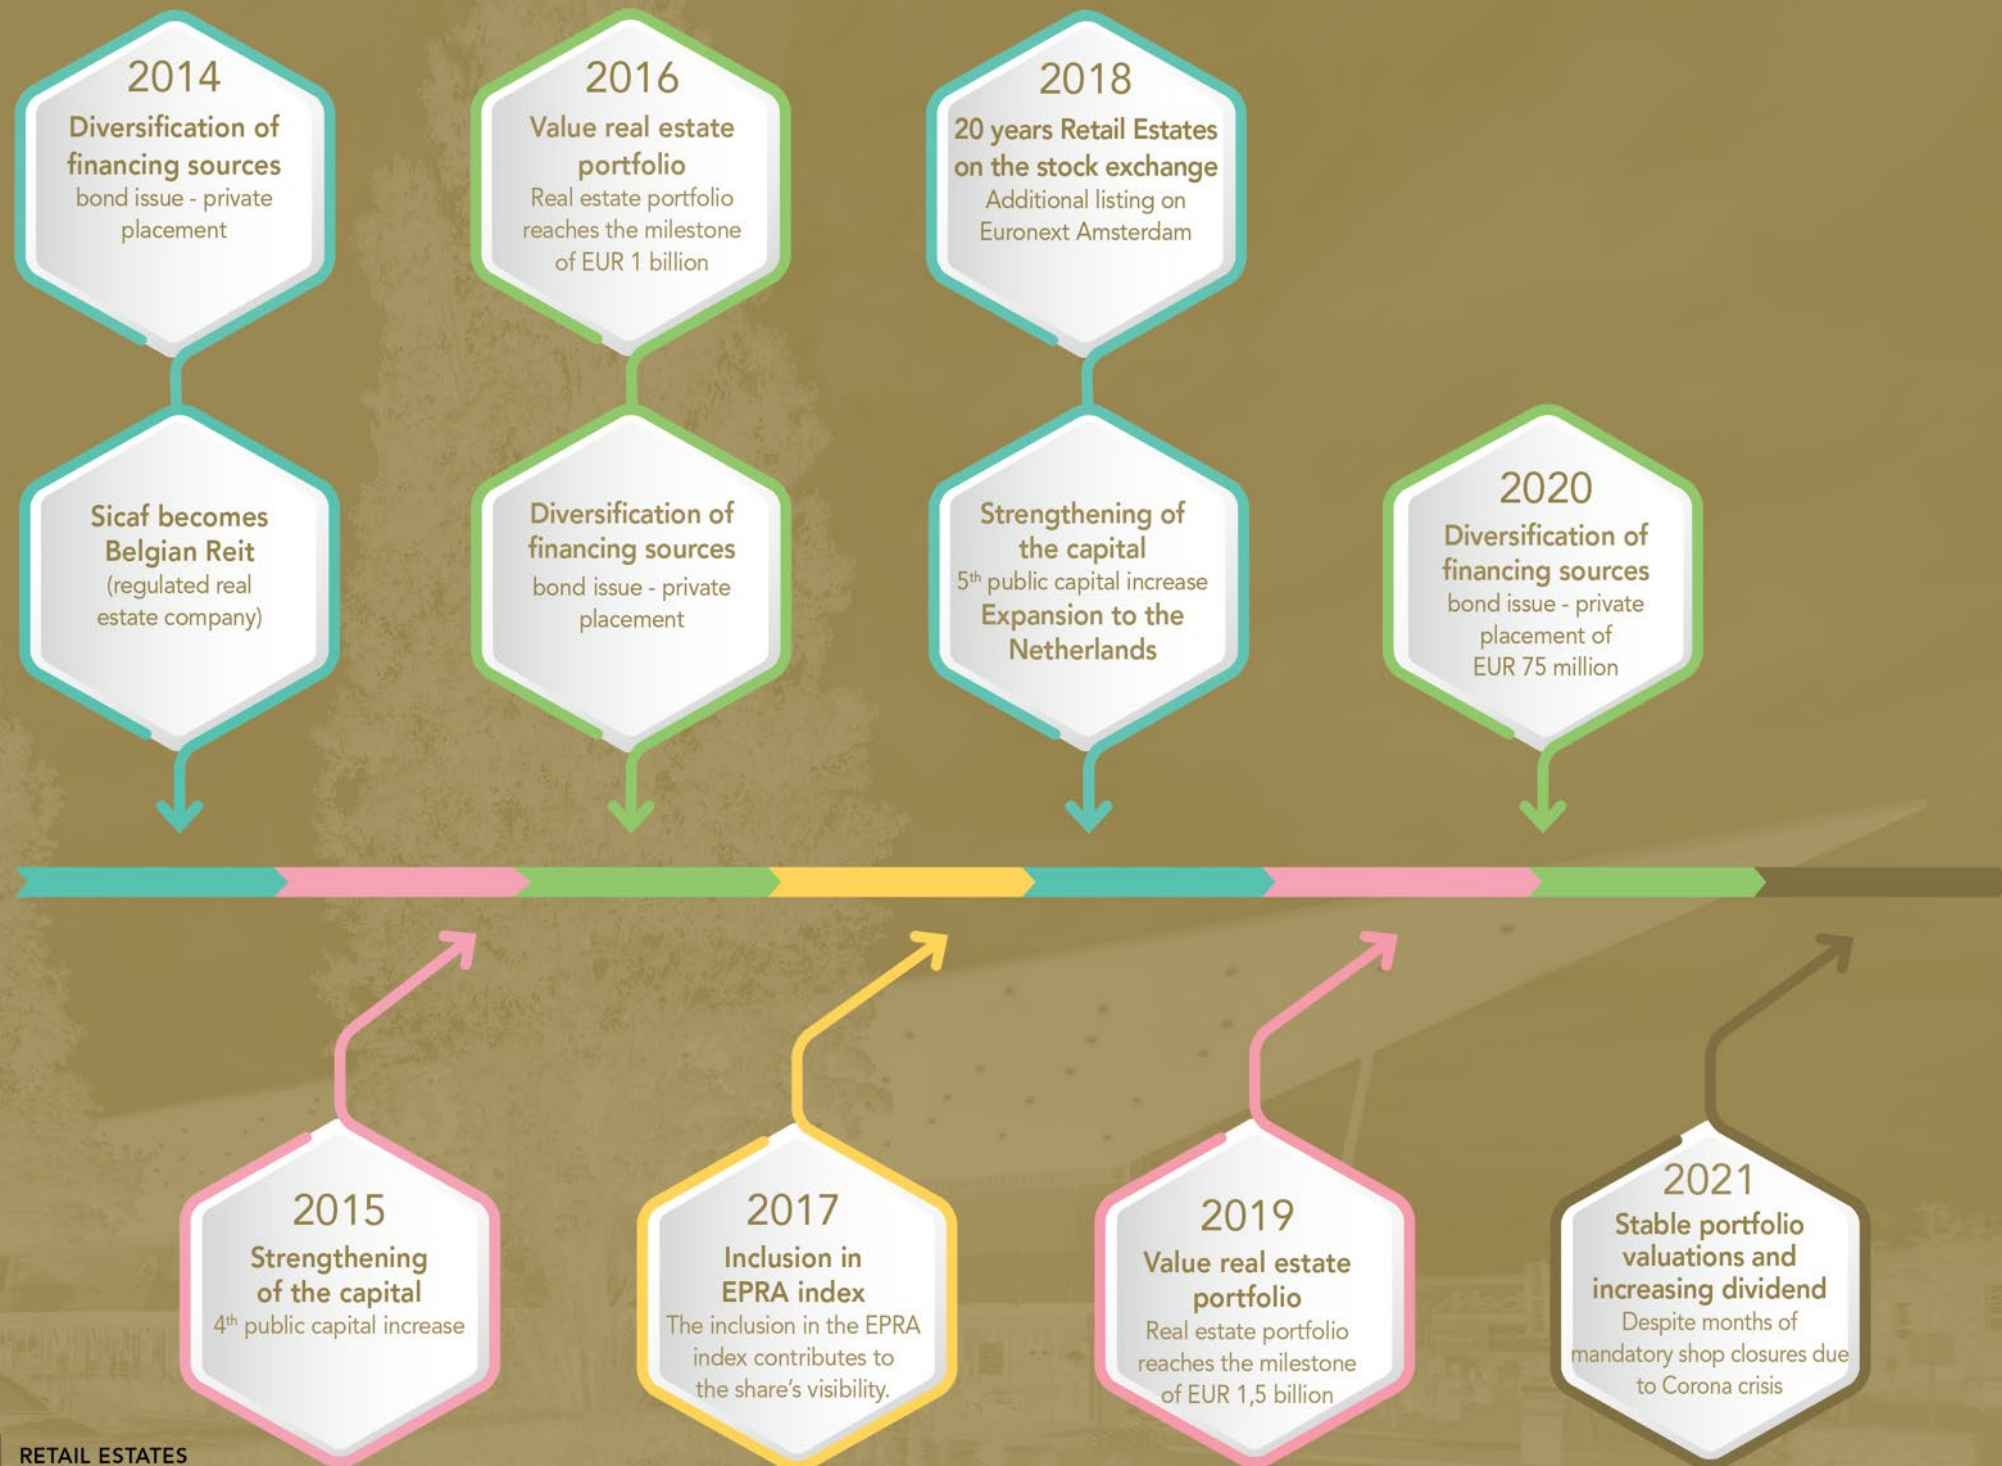 2014
Diversification of
financing sources
bond issue - private
placement
Sicaf becomes
Belgian Reit
(regulated real
estate company)
2016
Value real estate
portfolio
Real estate portfolio
reaches the milestone
of EUR 1 billion
Diversification of
financing sources
bond issue - private
placement
2018
20 years Retail Estates
on the stock exchange
Additional listing on
Euronext Amsterdam
Strengthening of
the capital
5th public capital increase
Expansion to the
Netherlands
2020
Diversification of
financing sources
bond issue - private
placement of
EUR 75 million
2015
Strengthening
of the capital
4th public capital increase
2017
Inclusion in
EPRA index
The inclusion in the EPRA
index contributes to
the share's visibility.
2019
Value real estate
portfolio
Real estate portfolio
reaches the milestone
of EUR 1,5 billion
2021
Stable portfolio
valuations and
increasing dividend
Despite months of
mandatory shop closures due
to Corona crisis
RETAIL ESTATES